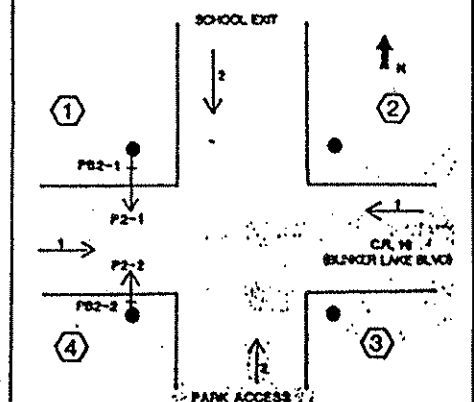 SCHOOL EXIT
2
N
1
2
PB2-1
P2-1
1
1
C.R. 16
(BUNKER LAKE BLVD)
P2-2
PB2-2
4
3
2
PARK ACCESS